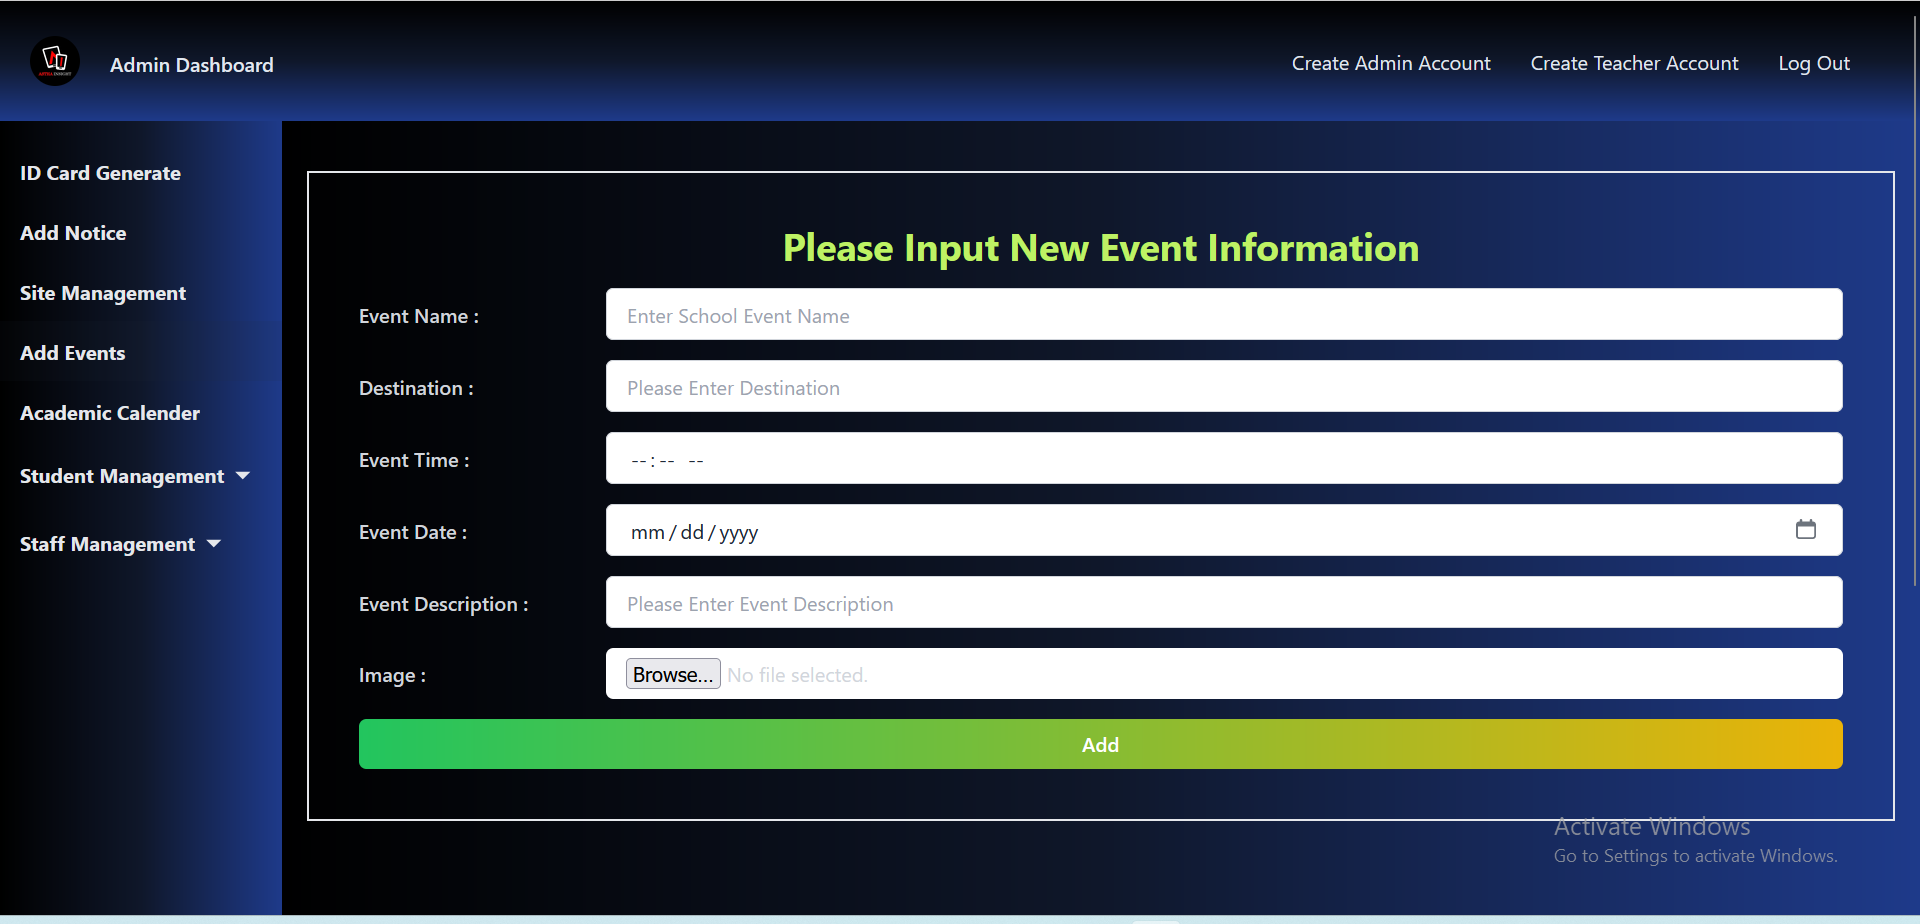 Admin Dashboard
Create Admin Account
Create Teacher Account
Log Out
ID Card Generate
Add Notice
Site Management
Add Events
Academic Calender
Student Management
Staff Management
Please Input New Event Information
Event Name :
Enter School Event Name
Destination :
Please Enter Destination
Event Time :
--:-- --
Event Date :
mm/dd/yyyy
Event Description :
Please Enter Event Description
Image :
Browse... No file selected.
Add
Activate Windows
Go to Settings to activate Windows.